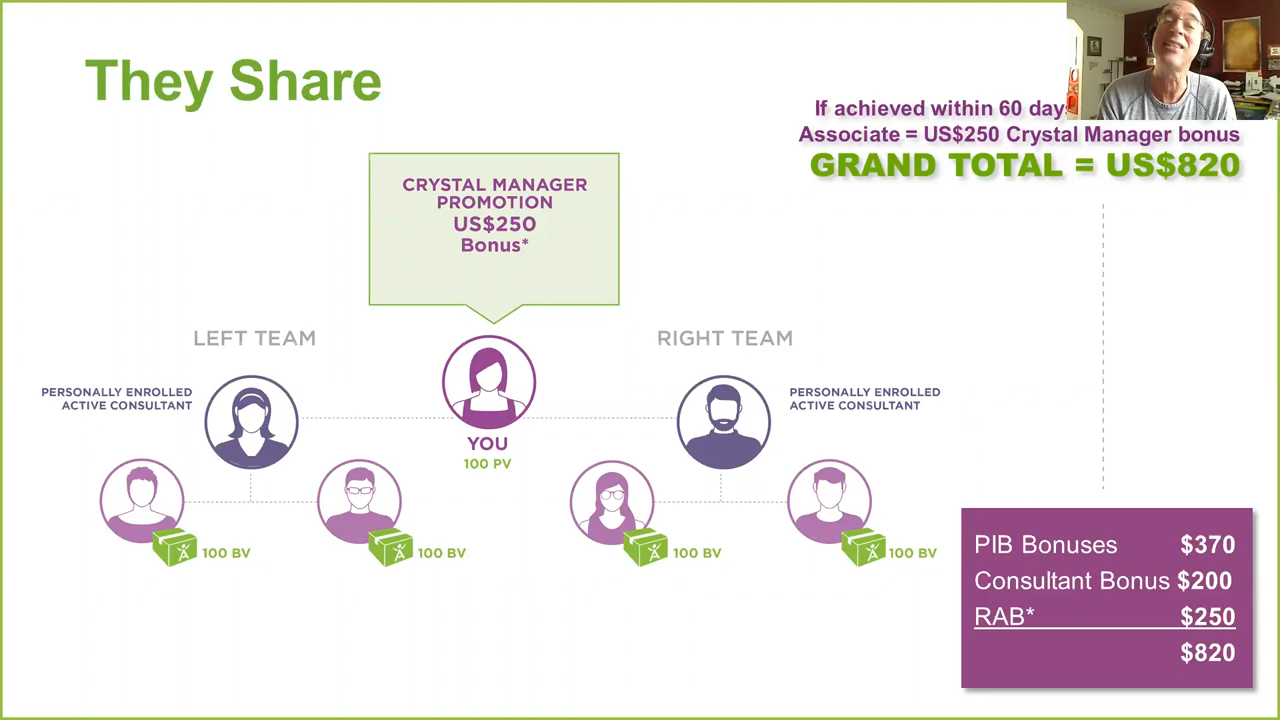 They Share
If achieved within 60
Associate = US$250 Crystal Manager bonus
GRAND TOTAL = US$820
CRYSTAL MANAGER
PROMOTION
US$250
Bonus*
LEFT TEAM
RIGHT TEAM
PERSONALLY ENROLLED
ACTIVE CONSULTANT
PERSONALLY ENROLLED
ACTIVE CONSULTANT
YOU
100 PV
100 BV
100 BV
100 BV
100 BV
PIB Bonuses $370
Consultant Bonus $200
RAB* $250
$820